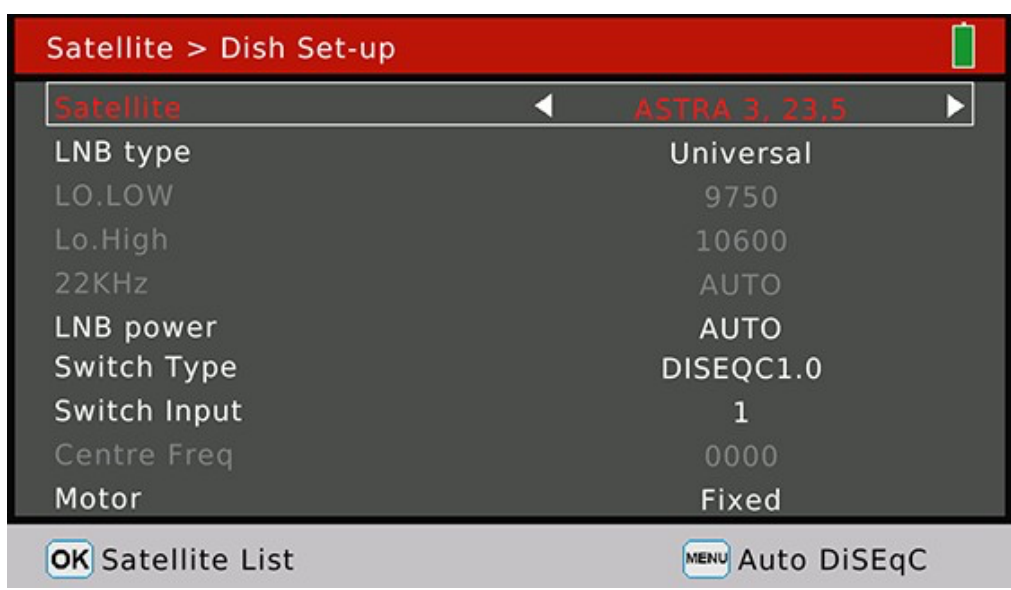 Satellite > Dish Set-up
Satellite ASTRA 3, 23,5
LNB type Universal
LO.LOW 9750
Lo.High 10600
22KHz AUTO
LNB power AUTO
Switch Type DISEQC1.0
Switch Input 1
Centre Freq 0000
Motor Fixed
OK Satellite List MENU Auto DiSEqC